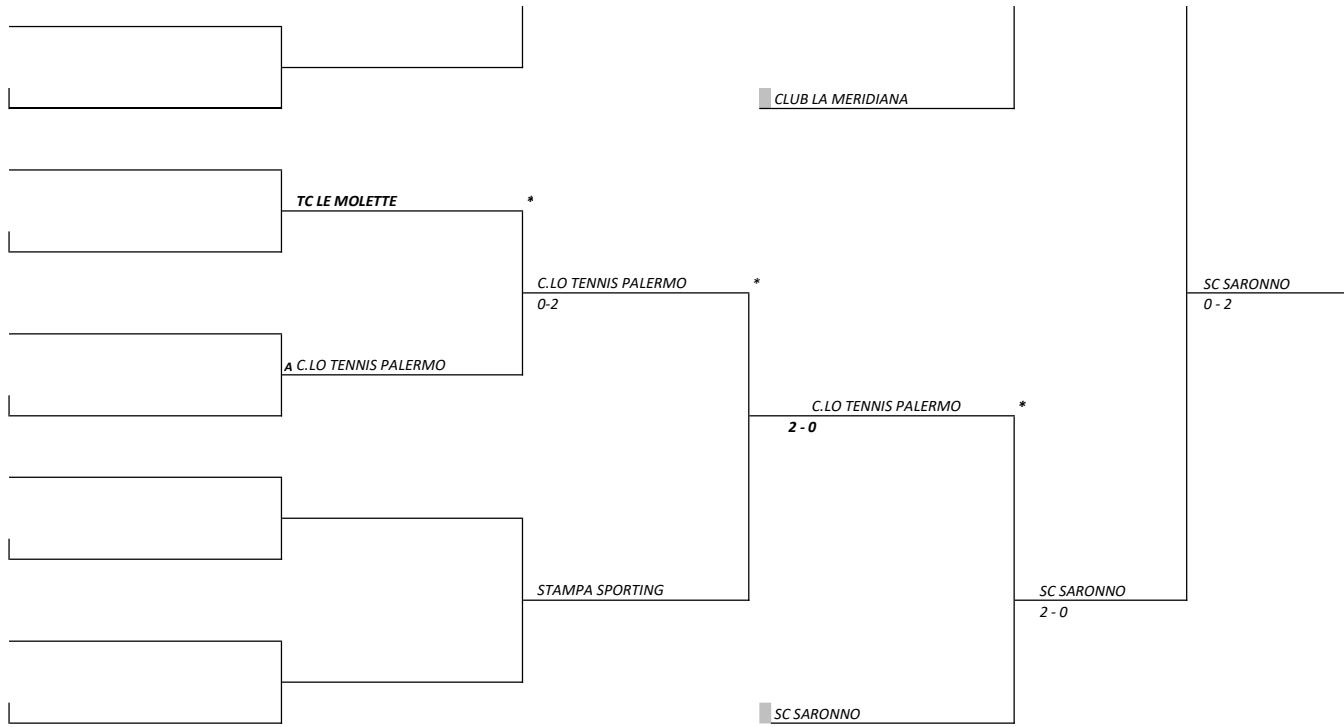 CLUB LA MERIDIANA
TC LE MOLETTE *
C.LO TENNIS PALERMO *
0-2
SC SARONNO
0 - 2
A C.LO TENNIS PALERMO
C.LO TENNIS PALERMO *
2 - 0
STAMPA SPORTING
SC SARONNO
2 - 0
SC SARONNO